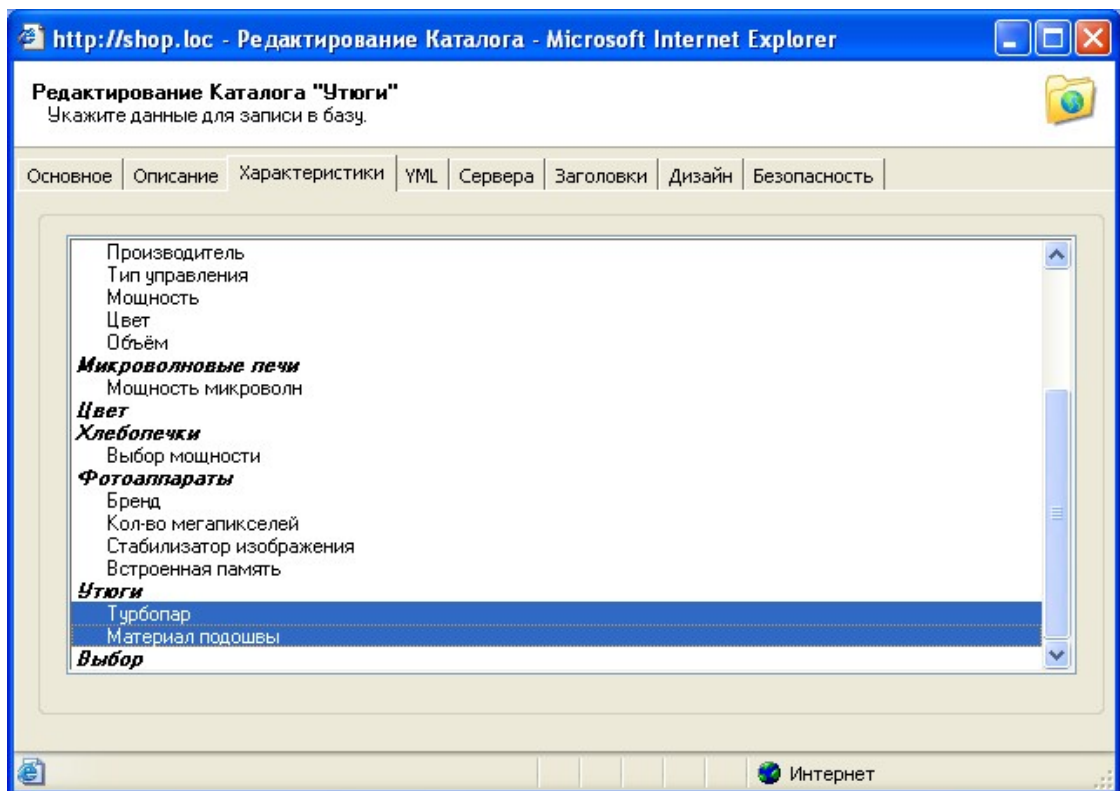 http://shop.loc - Редактирование Каталога - Microsoft Internet Explorer
Редактирование Каталога "Утюги"
Укажите данные для записи в базу.
Основное Описание Характеристики YML Сервера Заголовки Дизайн Безопасность
Производитель
Тип управления
Мощность
Цвет
Объём
Микроволновые печи
Мощность микроволн
Цвет
Хлебопечки
Выбор мощности
Фотоаппараты
Бренд
Кол-во мегапикселей
Стабилизатор изображения
Встроенная память
Утюги
Турбопар
Материал подошвы
Выбор
Интернет